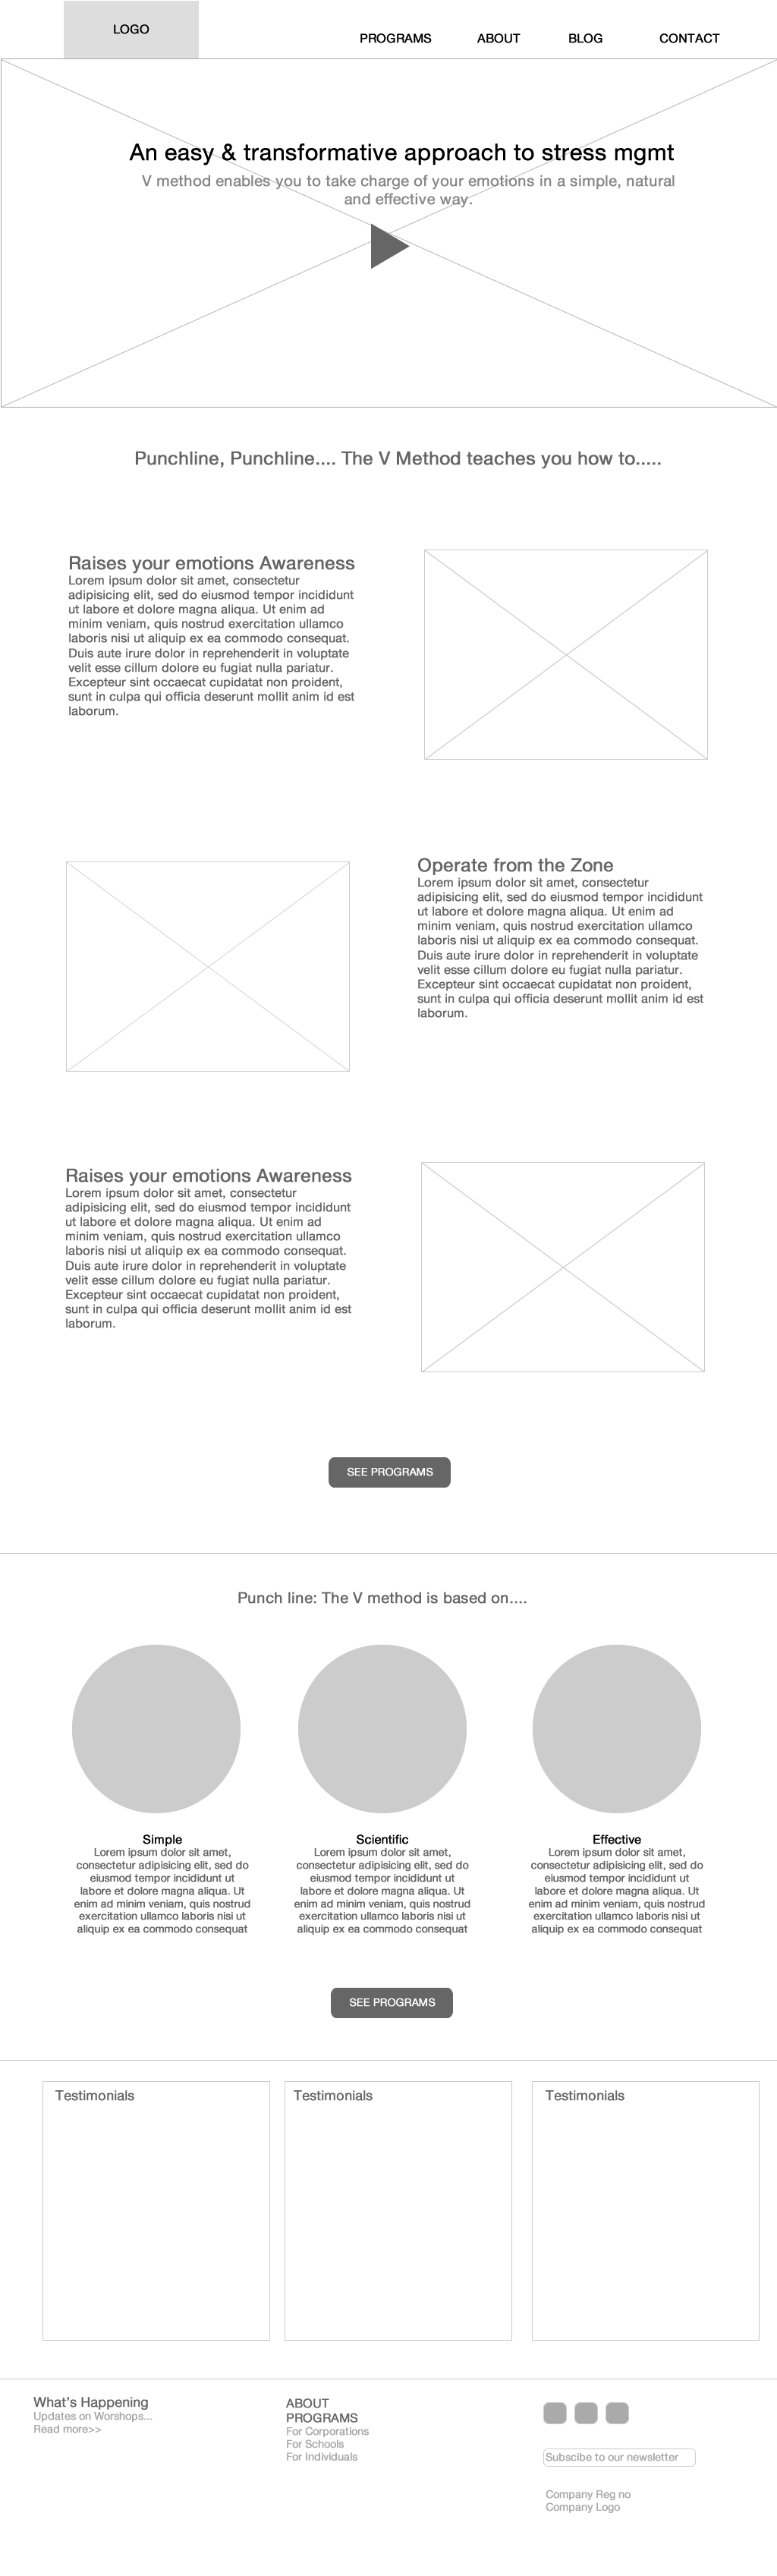 LOGO
PROGRAMS
ABOUT
BLOG
CONTACT
An easy & transformative approach to stress mgmt
V method enables you to take charge of your emotions in a simple, natural
and effective way.
Punchline, Punchline.... The V Method teaches you how to.....
Raises your emotions Awareness
Lorem ipsum dolor sit amet, consectetur
adipisicing elit, sed do eiusmod tempor incididunt
ut labore et dolore magna aliqua. Ut enim ad
minim veniam, quis nostrud exercitation ullamco
laboris nisi ut aliquip ex ea commodo consequat.
Duis aute irure dolor in reprehenderit in voluptate
velit esse cillum dolore eu fugiat nulla pariatur.
Excepteur sint occaecat cupidatat non proident,
sunt in culpa qui officia deserunt mollit anim id est
laborum.
Operate from the Zone
Lorem ipsum dolor sit amet, consectetur
adipisicing elit, sed do eiusmod tempor incididunt
ut labore et dolore magna aliqua. Ut enim ad
minim veniam, quis nostrud exercitation ullamco
laboris nisi ut aliquip ex ea commodo consequat.
Duis aute irure dolor in reprehenderit in voluptate
velit esse cillum dolore eu fugiat nulla pariatur.
Excepteur sint occaecat cupidatat non proident,
sunt in culpa qui officia deserunt mollit anim id est
laborum.
Raises your emotions Awareness
Lorem ipsum dolor sit amet, consectetur
adipisicing elit, sed do eiusmod tempor incididunt
ut labore et dolore magna aliqua. Ut enim ad
minim veniam, quis nostrud exercitation ullamco
laboris nisi ut aliquip ex ea commodo consequat.
Duis aute irure dolor in reprehenderit in voluptate
velit esse cillum dolore eu fugiat nulla pariatur.
Excepteur sint occaecat cupidatat non proident,
sunt in culpa qui officia deserunt mollit anim id est
laborum.
SEE PROGRAMS
Punch line: The V method is based on....
Simple
Lorem ipsum dolor sit amet,
consectetur adipisicing elit, sed do
eiusmod tempor incididunt ut
labore et dolore magna aliqua. Ut
enim ad minim veniam, quis nostrud
exercitation ullamco laboris nisi ut
aliquip ex ea commodo consequat
Scientific
Lorem ipsum dolor sit amet,
consectetur adipisicing elit, sed do
eiusmod tempor incididunt ut
labore et dolore magna aliqua. Ut
enim ad minim veniam, quis nostrud
exercitation ullamco laboris nisi ut
aliquip ex ea commodo consequat
Effective
Lorem ipsum dolor sit amet,
consectetur adipisicing elit, sed do
eiusmod tempor incididunt ut
labore et dolore magna aliqua. Ut
enim ad minim veniam, quis nostrud
exercitation ullamco laboris nisi ut
aliquip ex ea commodo consequat
SEE PROGRAMS
Testimonials
Testimonials
Testimonials
What's Happening
Updates on Worshops...
Read more>>
ABOUT
PROGRAMS
For Corporations
For Schools
For Individuals
Subscibe to our newsletter
Company Reg no
Company Logo